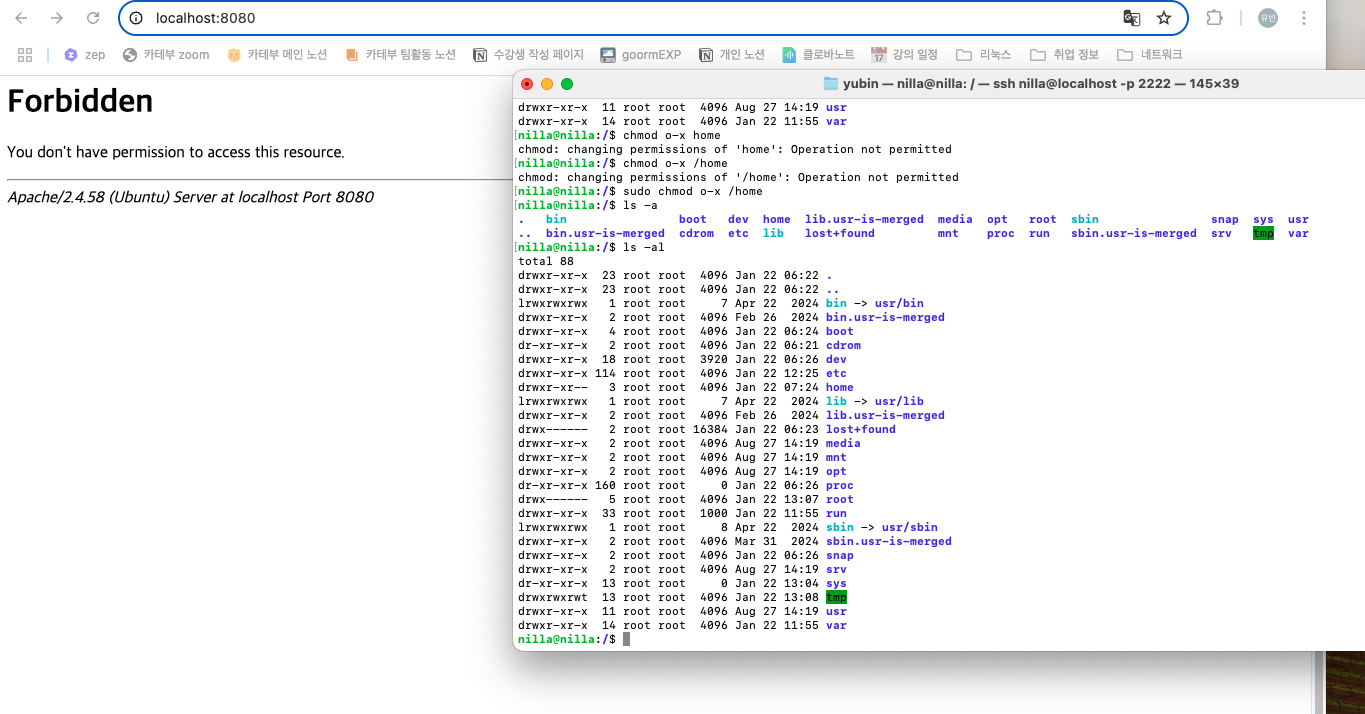 localhost:8080
유빈
zep
카테부 zoom
카테부 메인 노션
카테부 팀활동 노션
수강생 작성 페이지
goormEXP
개인 노션
클로바노트
17
강의 일정
리눅스
취업 정보
네트워크
Forbidden
You don't have permission to access this resource.
Apache/2.4.58 (Ubuntu) Server at localhost Port 8080
yubin — nilla@nilla: / — ssh nilla@localhost -p 2222 — 145×39
drwxr-xr-x  11 root root  4096 Aug 27 14:19 usr
drwxr-xr-x  14 root root  4096 Jan 22 11:55 var
[nilla@nilla:/$ chmod o-x home
chmod: changing permissions of 'home': Operation not permitted
[nilla@nilla:/$ chmod o-x /home
chmod: changing permissions of '/home': Operation not permitted
[nilla@nilla:/$ sudo chmod o-x /home
[nilla@nilla:/$ ls -a
.   bin                boot   dev  home  lib.usr-is-merged  media  opt   root  sbin                snap  sys  usr
..  bin.usr-is-merged  cdrom  etc  lib   lost+found         mnt    proc  run   sbin.usr-is-merged  srv   tmp  var
[nilla@nilla:/$ ls -al
total 88
drwxr-xr-x  23 root root  4096 Jan 22 06:22 .
drwxr-xr-x  23 root root  4096 Jan 22 06:22 ..
lrwxrwxrwx   1 root root     7 Apr 22  2024 bin -> usr/bin
drwxr-xr-x   2 root root  4096 Feb 26  2024 bin.usr-is-merged
drwxr-xr-x   4 root root  4096 Jan 22 06:24 boot
dr-xr-xr-x   2 root root  4096 Jan 22 06:21 cdrom
drwxr-xr-x  18 root root  3920 Jan 22 06:26 dev
drwxr-xr-x 114 root root  4096 Jan 22 12:25 etc
drwxr-xr--   3 root root  4096 Jan 22 07:24 home
lrwxrwxrwx   1 root root     7 Apr 22  2024 lib -> usr/lib
drwxr-xr-x   2 root root  4096 Feb 26  2024 lib.usr-is-merged
drwx------   2 root root 16384 Jan 22 06:23 lost+found
drwxr-xr-x   2 root root  4096 Aug 27 14:19 media
drwxr-xr-x   2 root root  4096 Aug 27 14:19 mnt
drwxr-xr-x   2 root root  4096 Aug 27 14:19 opt
dr-xr-xr-x 160 root root     0 Jan 22 06:26 proc
drwx------   5 root root  4096 Jan 22 13:07 root
drwxr-xr-x  33 root root  1000 Jan 22 11:55 run
lrwxrwxrwx   1 root root     8 Apr 22  2024 sbin -> usr/sbin
drwxr-xr-x   2 root root  4096 Mar 31  2024 sbin.usr-is-merged
drwxr-xr-x   2 root root  4096 Jan 22 06:26 snap
drwxr-xr-x   2 root root  4096 Aug 27 14:19 srv
dr-xr-xr-x  13 root root     0 Jan 22 13:04 sys
drwxrwxrwt  13 root root  4096 Jan 22 13:08 tmp
drwxr-xr-x  11 root root  4096 Aug 27 14:19 usr
drwxr-xr-x  14 root root  4096 Jan 22 11:55 var
nilla@nilla:/$